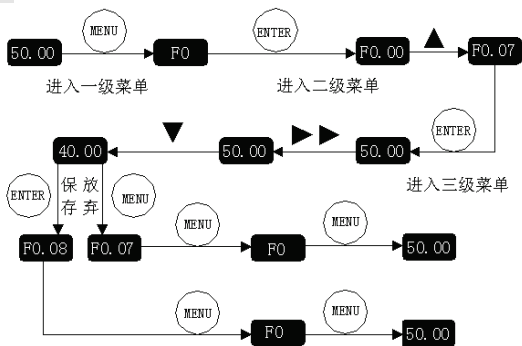 MENU
ENTER
50.00
F0
F0.00
F0.07
进入一级菜单
进入二级菜单
ENTER
40.00
50.00
50.00
进入三级菜单
ENTER
保 放
存 弃
MENU
F0.08
F0.07
MENU
F0
MENU
50.00
MENU
F0
MENU
50.00